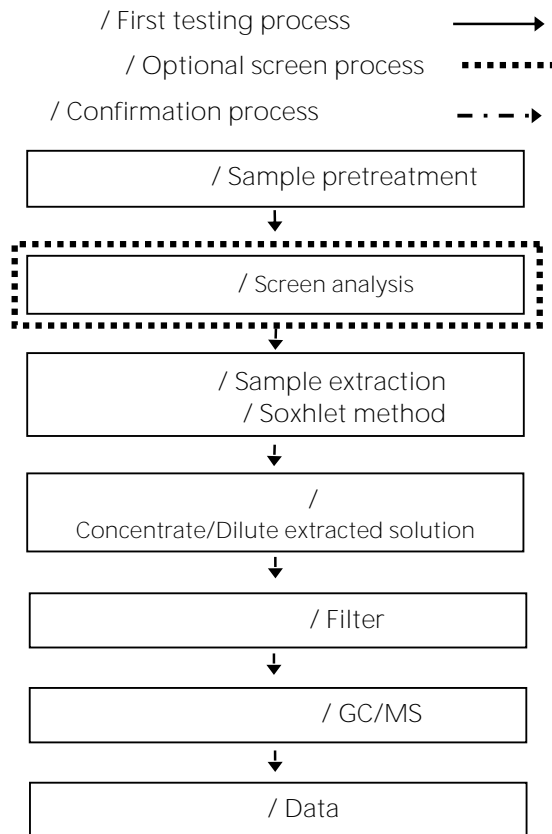 / First testing process
/ Optional screen process
/ Confirmation process
/ Sample pretreatment
/ Screen analysis
/ Sample extraction
/ Soxhlet method
/
Concentrate/Dilute extracted solution
/ Filter
/ GC/MS
/ Data